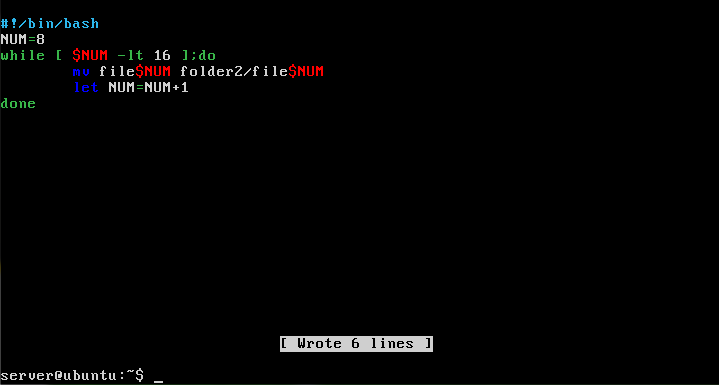 #!/bin/bash
NUM=8
while [ $NUM -lt 16 ];do
        mv file$NUM folder2/file$NUM
        let NUM=NUM+1
done
[ Wrote 6 lines ]
server@ubuntu:~$ _